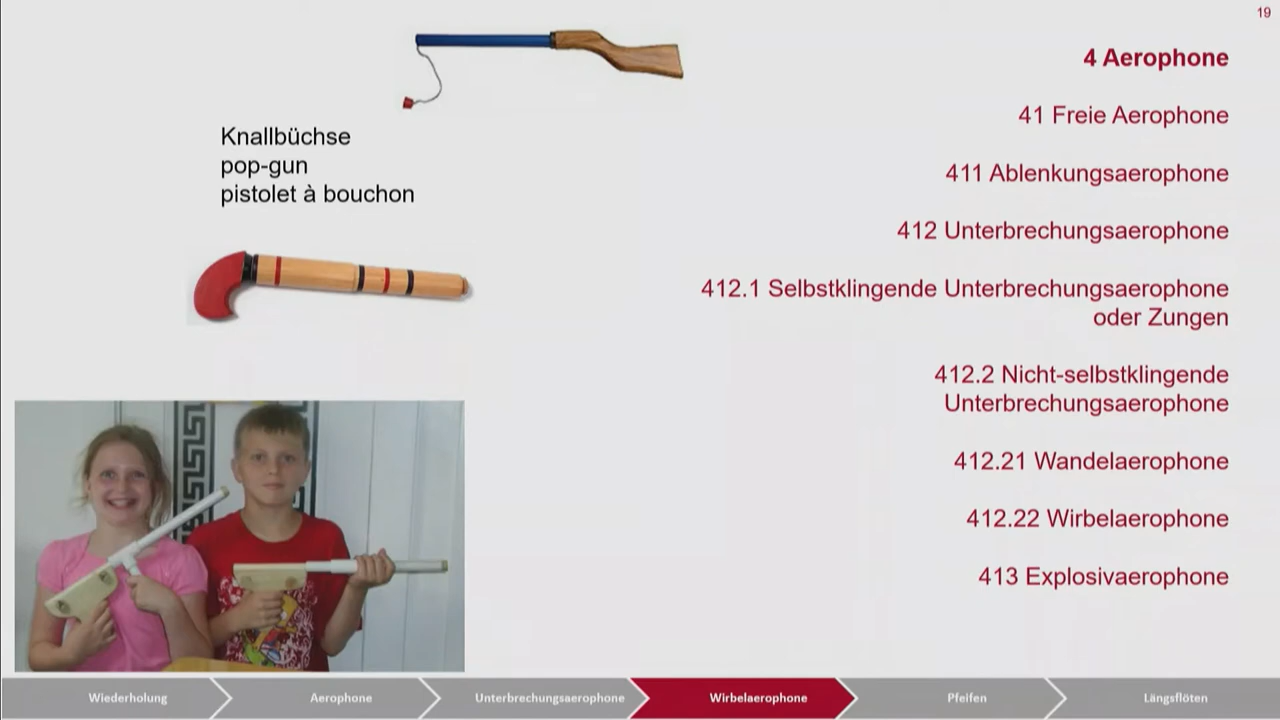 19
4 Aerophone
41 Freie Aerophone
411 Ablenkungsaerophone
412 Unterbrechungsaerophone
412.1 Selbstklingende Unterbrechungsaerophone
oder Zungen
412.2 Nicht-selbstklingende
Unterbrechungsaerophone
412.21 Wandelaerophone
412.22 Wirbelaerophone
413 Explosivaerophone
Knallbüchse
pop-gun
pistolet à bouchon
Wiederholung
Aerophone
Unterbrechungsaerophone
Wirbelaerophone
Pfeifen
Längsflöten